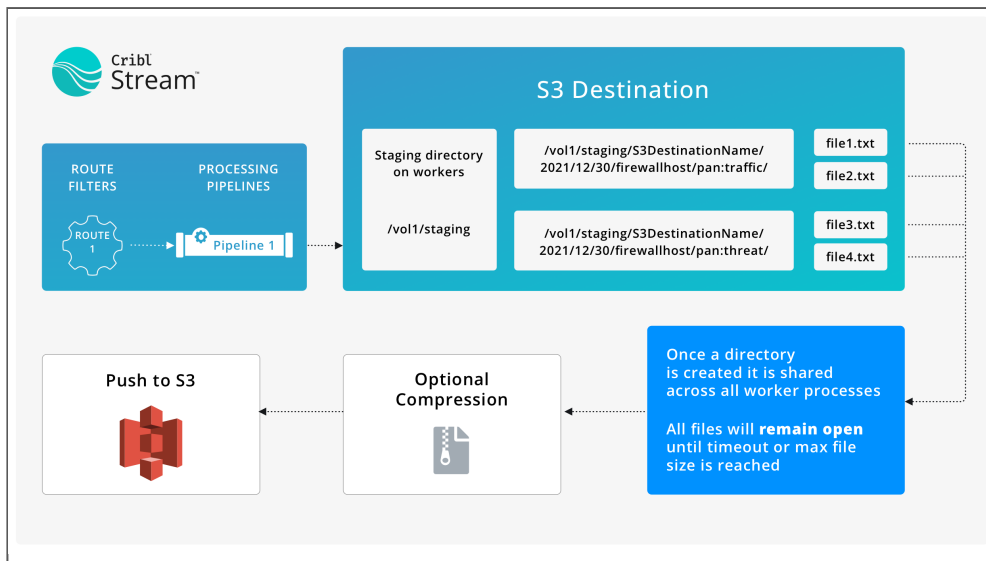 Cribl
Stream™
S3 Destination
ROUTE
FILTERS
PROCESSING
PIPELINES
ROUTE
1
Pipeline 1
Staging directory
on workers
/vol1/staging
/vol1/staging/S3DestinationName/
2021/12/30/firewallhost/pan:traffic/
file1.txt
file2.txt
/vol1/staging/S3DestinationName/
2021/12/30/firewallhost/pan:threat/
file3.txt
file4.txt
Once a directory
is created it is shared
across all worker processes
All files will remain open
until timeout or max file
size is reached
Optional
Compression
Push to S3